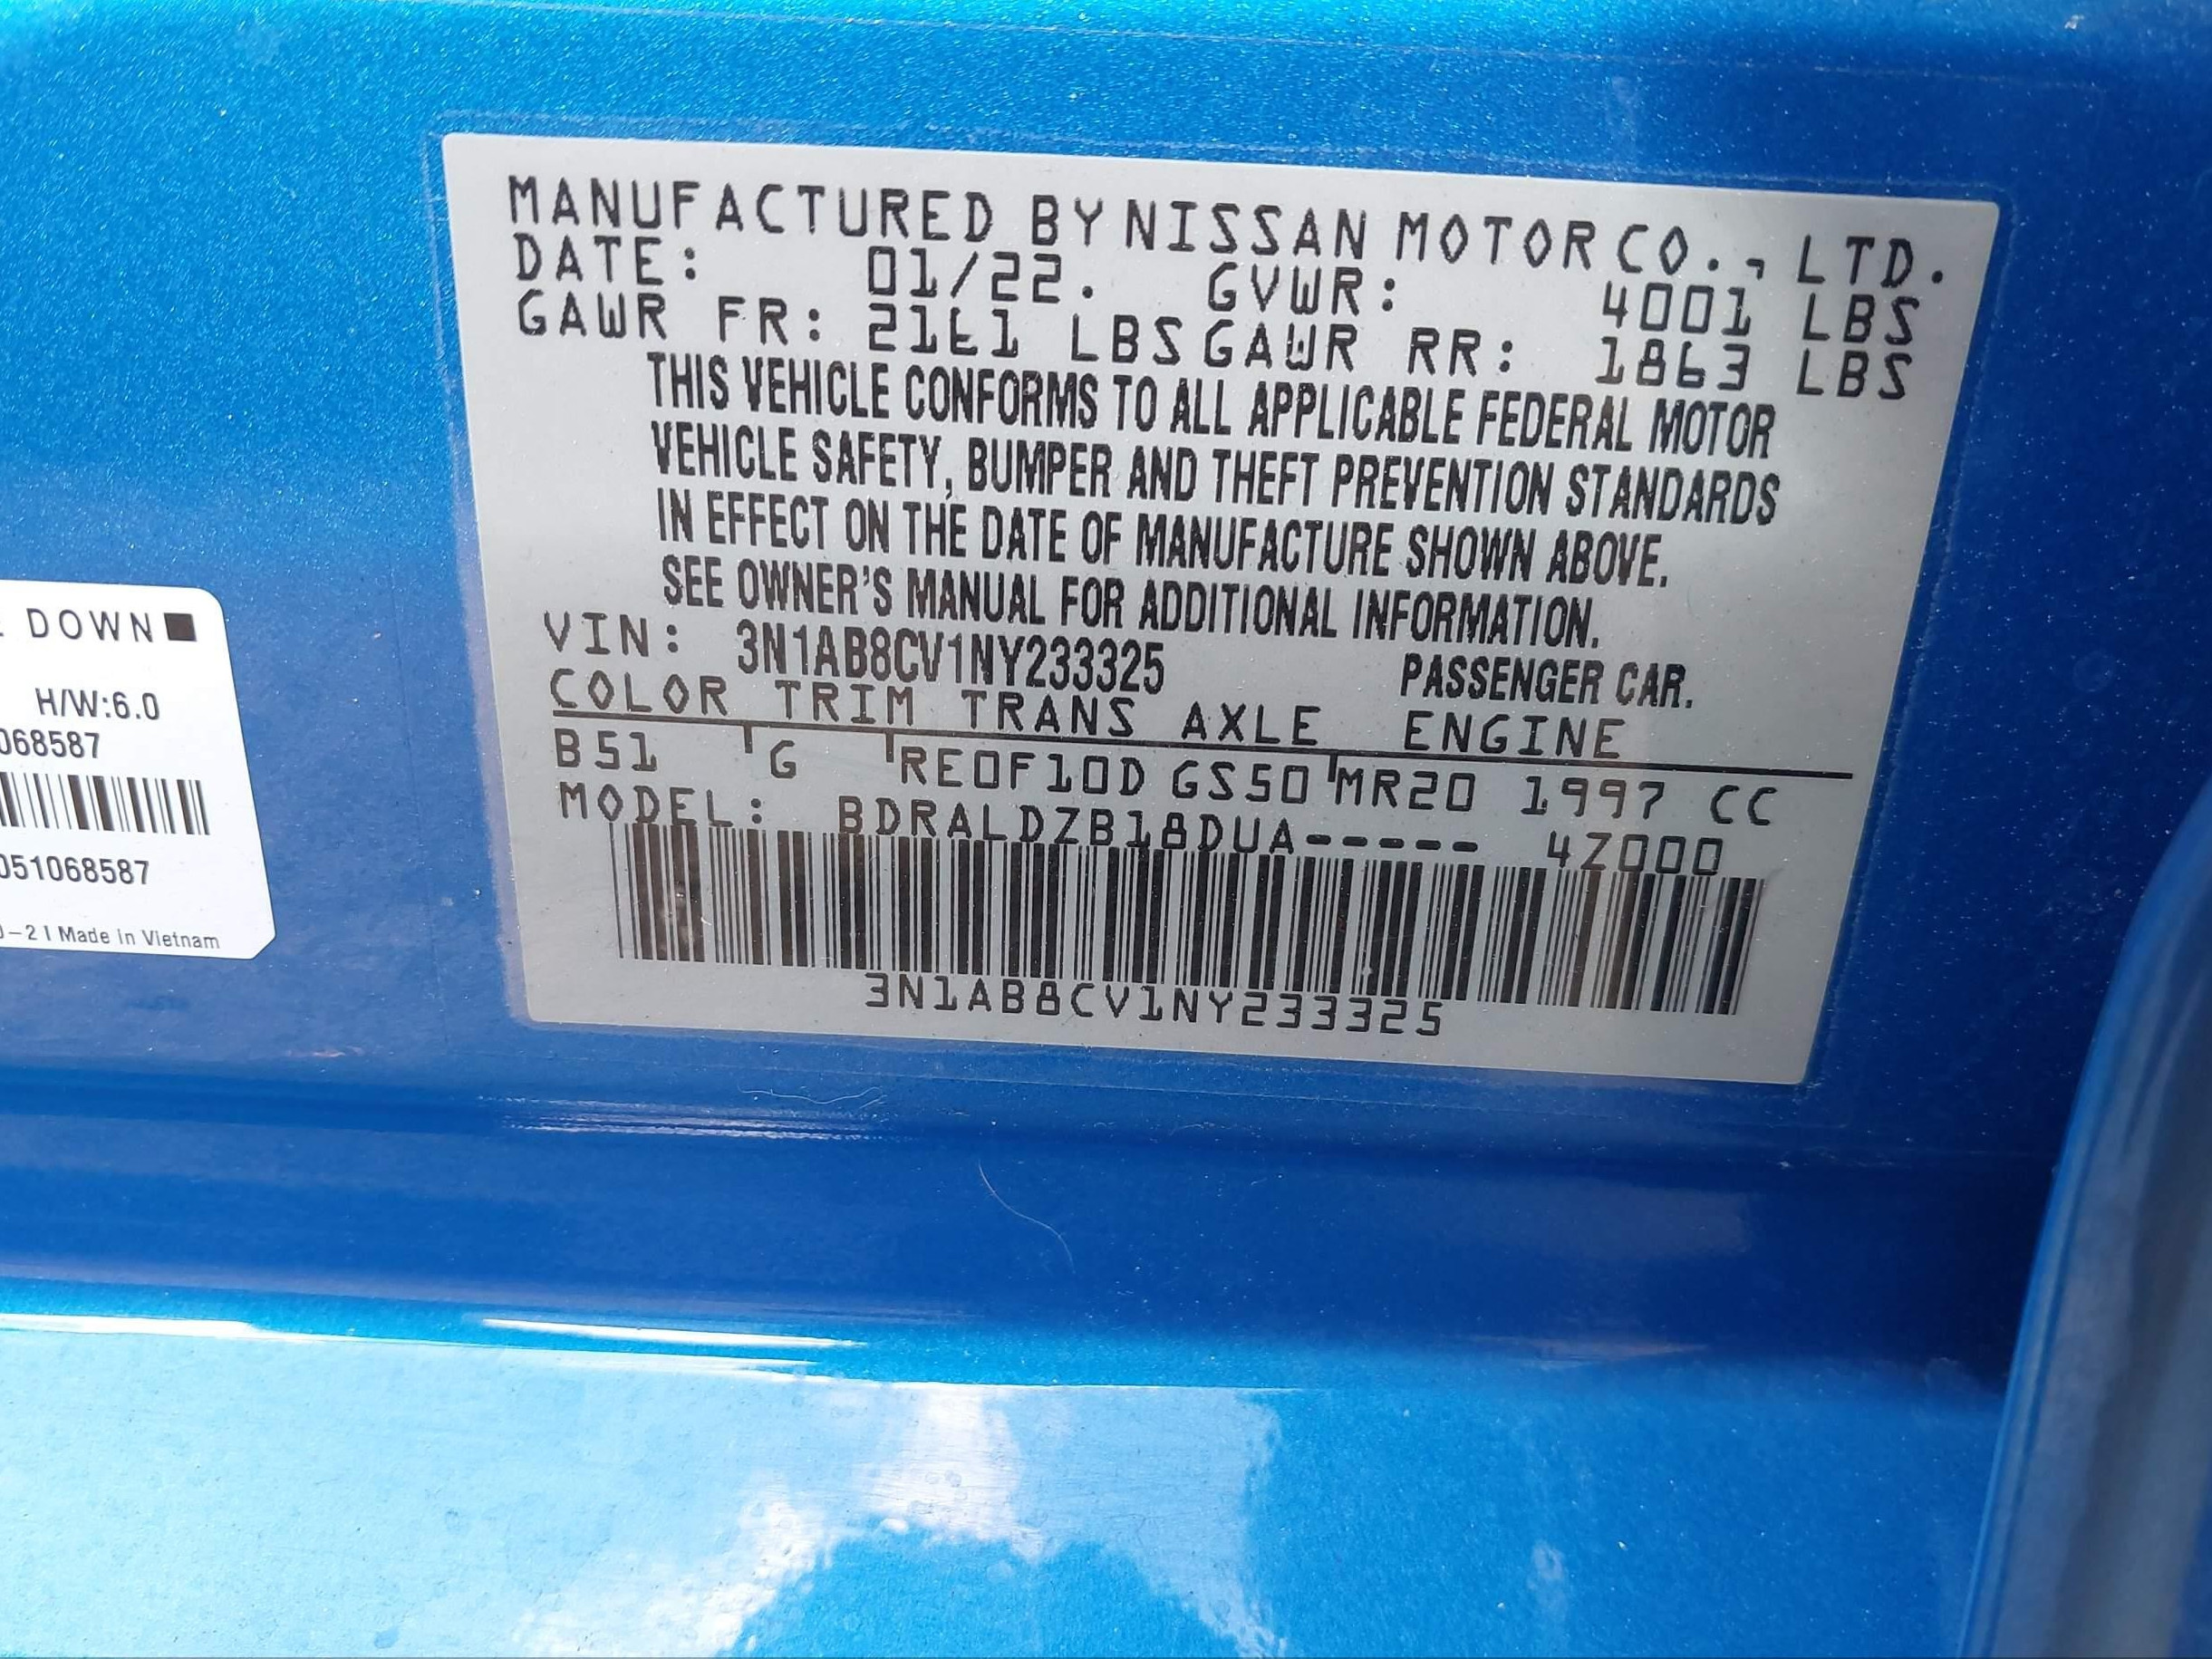 MANUFACTURED BY NISSAN MOTOR CO., LTD.
DATE: 01/22. GVWR: 4001 LBS
GAWR FR: 2161 LBS GAWR RR: 1863 LBS
THIS VEHICLE CONFORMS TO ALL APPLICABLE FEDERAL MOTOR
VEHICLE SAFETY, BUMPER AND THEFT PREVENTION STANDARDS
IN EFFECT ON THE DATE OF MANUFACTURE SHOWN ABOVE.
SEE OWNER'S MANUAL FOR ADDITIONAL INFORMATION.
VIN: 3N1AB8CV1NY233325 PASSENGER CAR.
COLOR TRIM TRANS AXLE ENGINE
B51 G RE0F10D GS50 MR20 1997 CC
MODEL: BDRALDZB18DUA----- 4Z000
3N1AB8CV1NY233325
DOWN■
H/W:6.0
068587
051068587
-21 Made in Vietnam